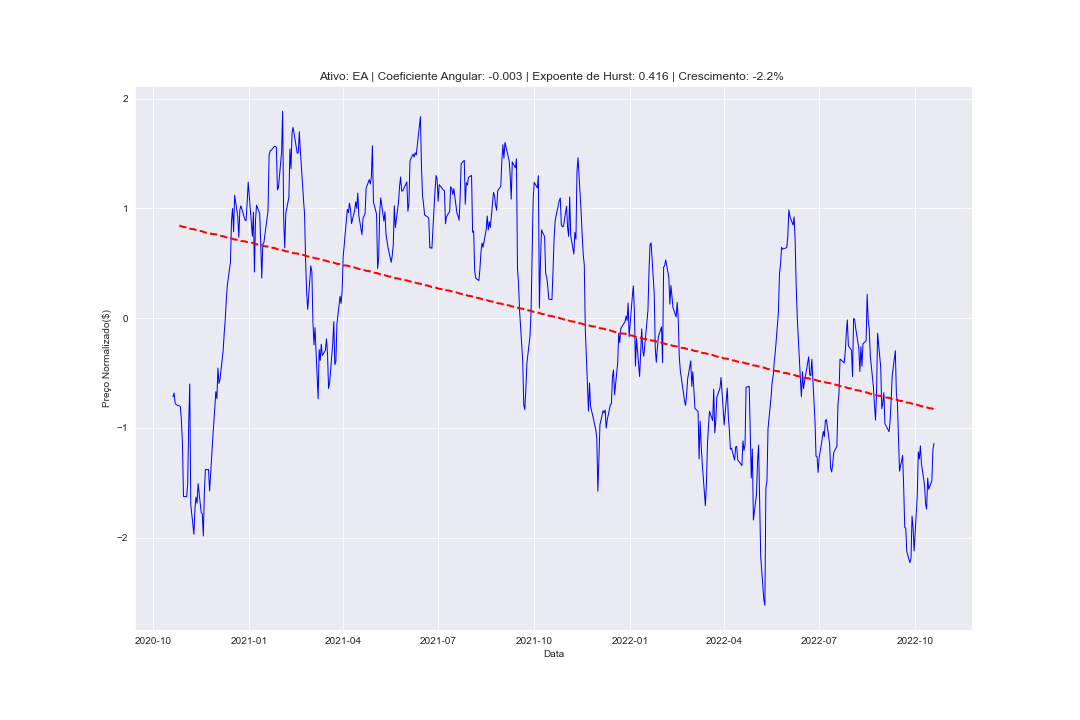 Ativo: EA | Coeficiente Angular: -0.003 | Expoente de Hurst: 0.416 | Crescimento: -2.2%
Preço Normalizado($)
2
1
0
−1
−2
2020-10 2021-01 2021-04 2021-07 2021-10 2022-01 2022-04 2022-07 2022-10
Data